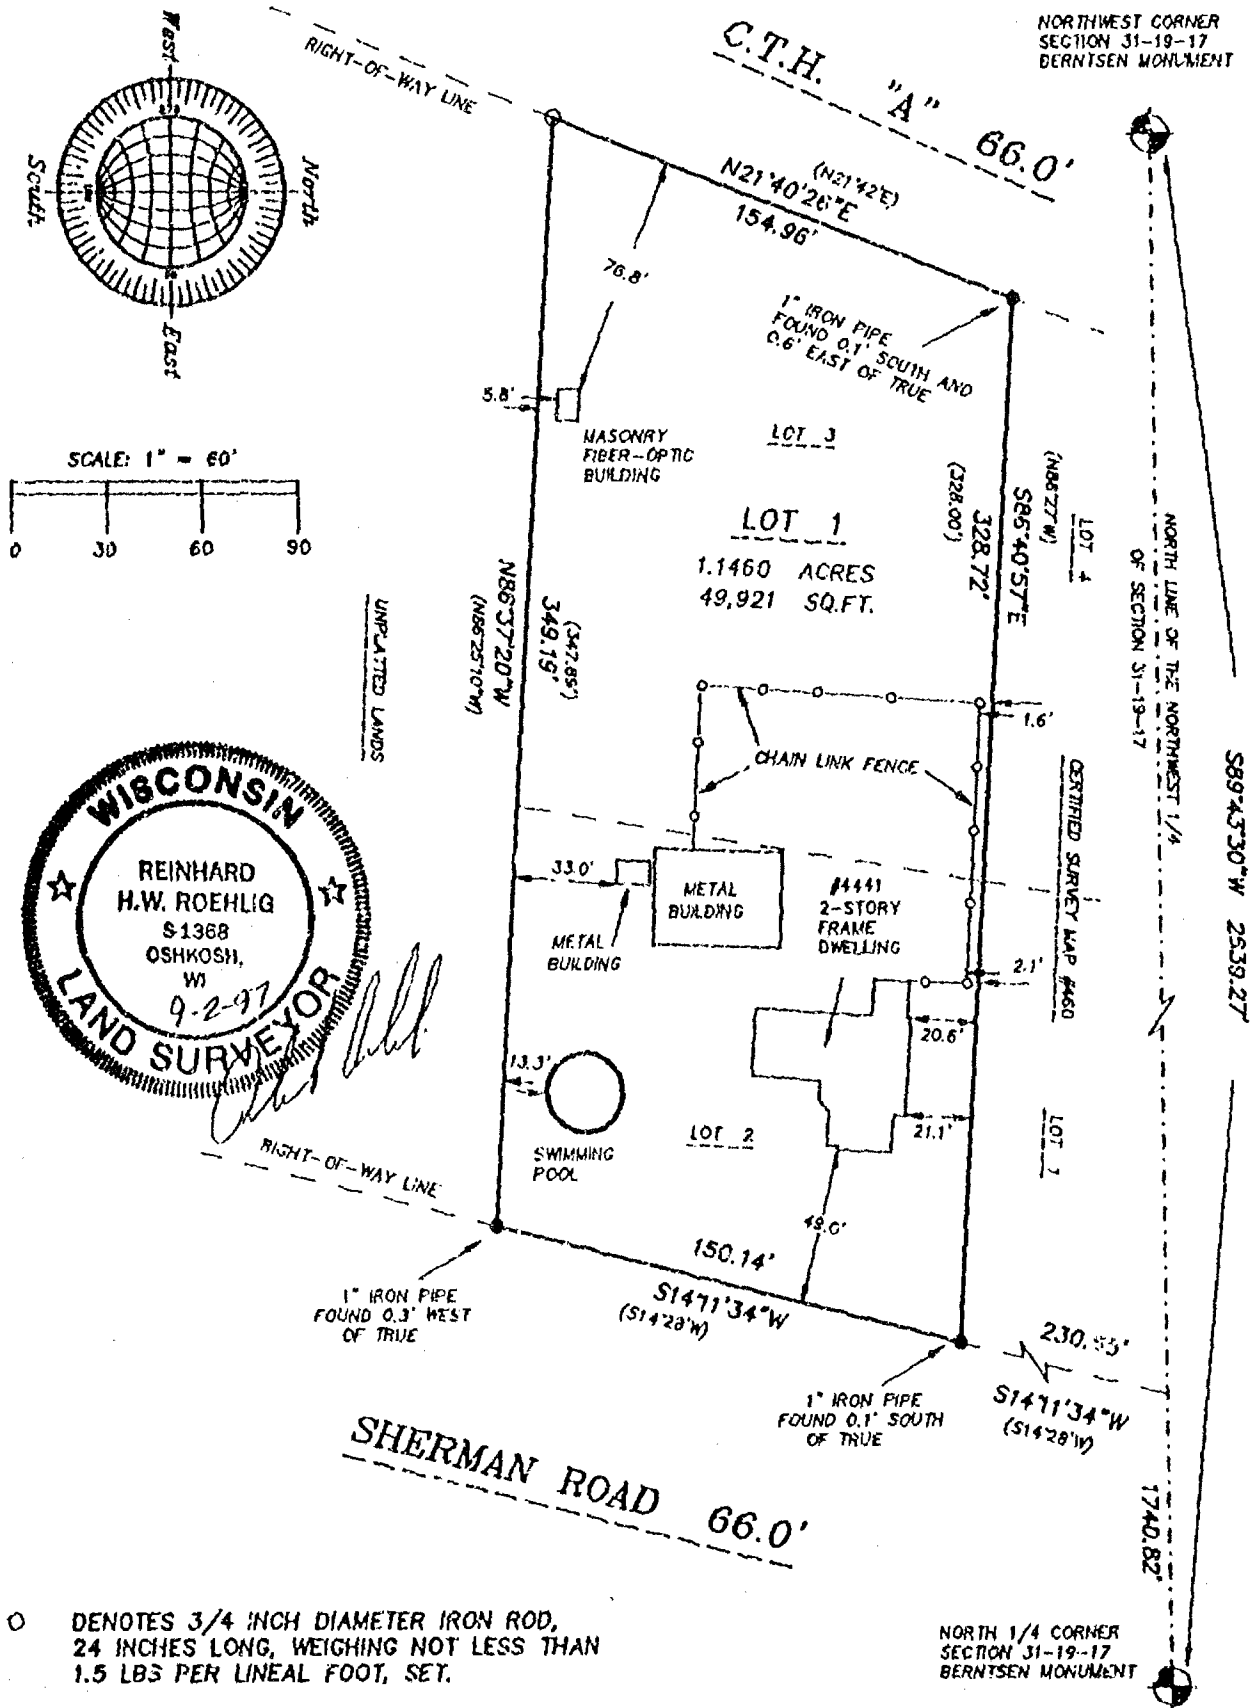 NORTHWEST CORNER
SECTION 31-19-17
BERNTSEN MONUMENT
West
North
South
East
RIGHT-OF-WAY LINE
C.T.H. "A" 66.0'
(N21°42'E)
N21°40'26"E
154.96'
76.8'
1" IRON PIPE
FOUND 0.1' SOUTH AND
0.6' EAST OF TRUE
5.8'
MASONRY
FIBER-OPTIC
BUILDING
LOT 3
SCALE: 1" = 60'
0 30 60 90
LOT 1
1.1460 ACRES
49,921 SQ.FT.
(N86°27'W)
S86°40'57"E
328.72'
(328.00')
LOT 4
NORTH LINE OF THE NORTHWEST 1/4
OF SECTION 31-19-17
UNPLATTED LANDS
(347.89')
349.19'
N86°37'20"W
(N86°25'10"W)
1.6'
CHAIN LINK FENCE
CERTIFIED SURVEY MAP #460
S89°43'30"W 2539.27'
WISCONSIN
REINHARD
H.W. ROEHLIG
S-1368
OSHKOSH,
WI
9-2-97
LAND SURVEYOR
33.0'
METAL
BUILDING
METAL
BUILDING
#4441
2-STORY
FRAME
DWELLING
2.1'
20.6'
13.3'
21.1'
SWIMMING
POOL
LOT 2
LOT 1
RIGHT-OF-WAY LINE
48.0'
150.14'
S14°11'34"W
(S14°28'W)
1" IRON PIPE
FOUND 0.3' WEST
OF TRUE
S14°11'34"W
(S14°28'W)
1" IRON PIPE
FOUND 0.1' SOUTH
OF TRUE
SHERMAN ROAD 66.0'
1740.82'
O DENOTES 3/4 INCH DIAMETER IRON ROD,
24 INCHES LONG, WEIGHING NOT LESS THAN
1.5 LBS PER LINEAL FOOT, SET.
NORTH 1/4 CORNER
SECTION 31-19-17
BERNTSEN MONUMENT